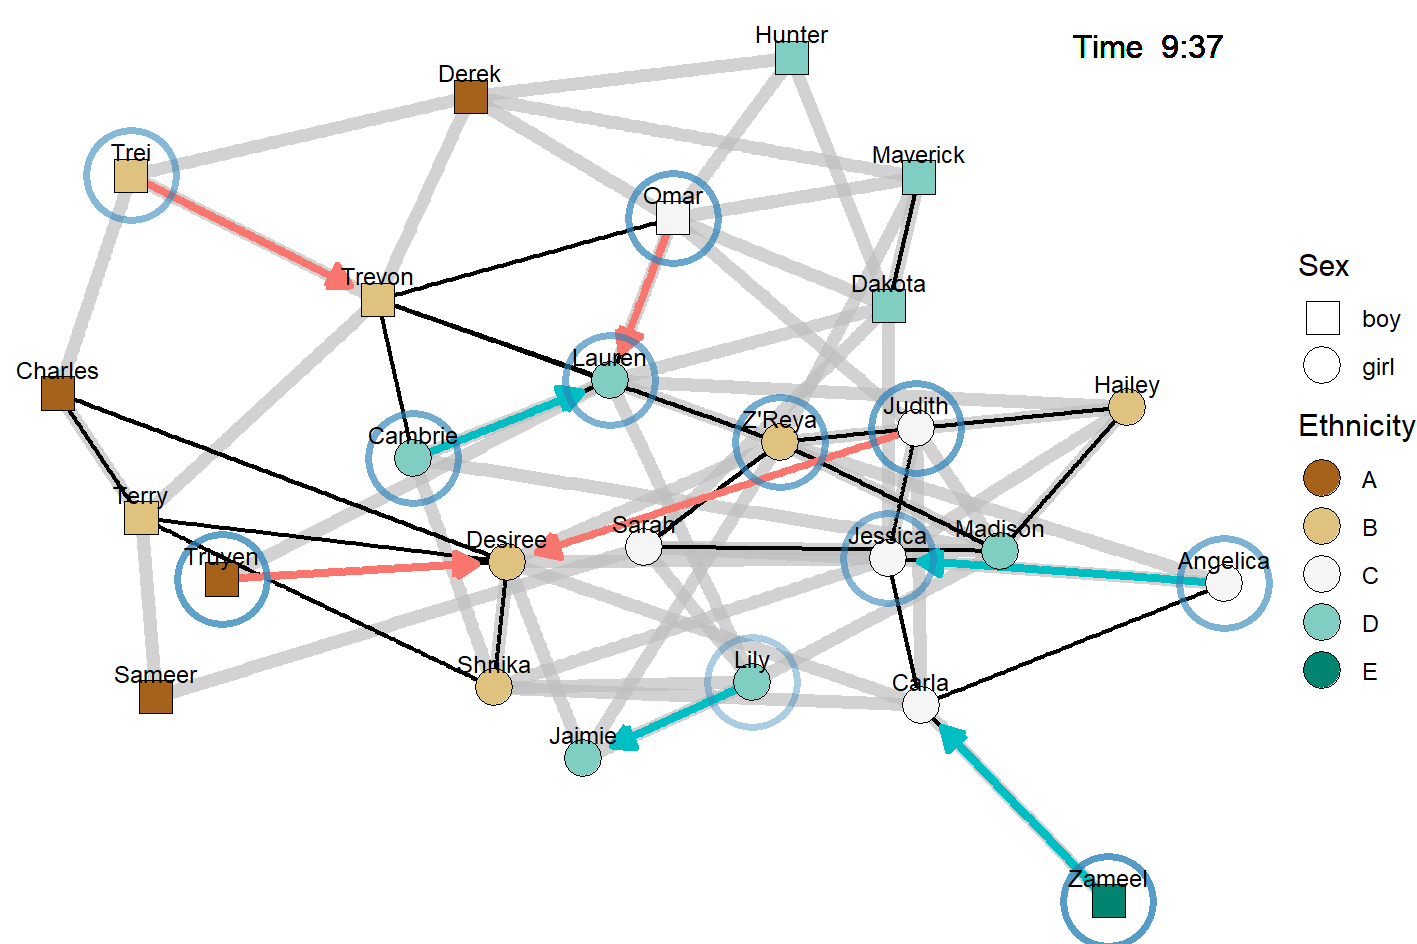 Hunter
Time 9:37
Derek
Trei
Maverick
Omar
Sex
Trevon
Dakota
boy
Lauren
girl
Charles
Hailey
Judith
Z'Reya
Ethnicity
Cambrie
A
Terry
B
Sarah
Madison
Desiree
Jessica
Truyen
Angelica
C
D
Shrika
Lily
E
Sameer
Carla
Jaimie
Zameel